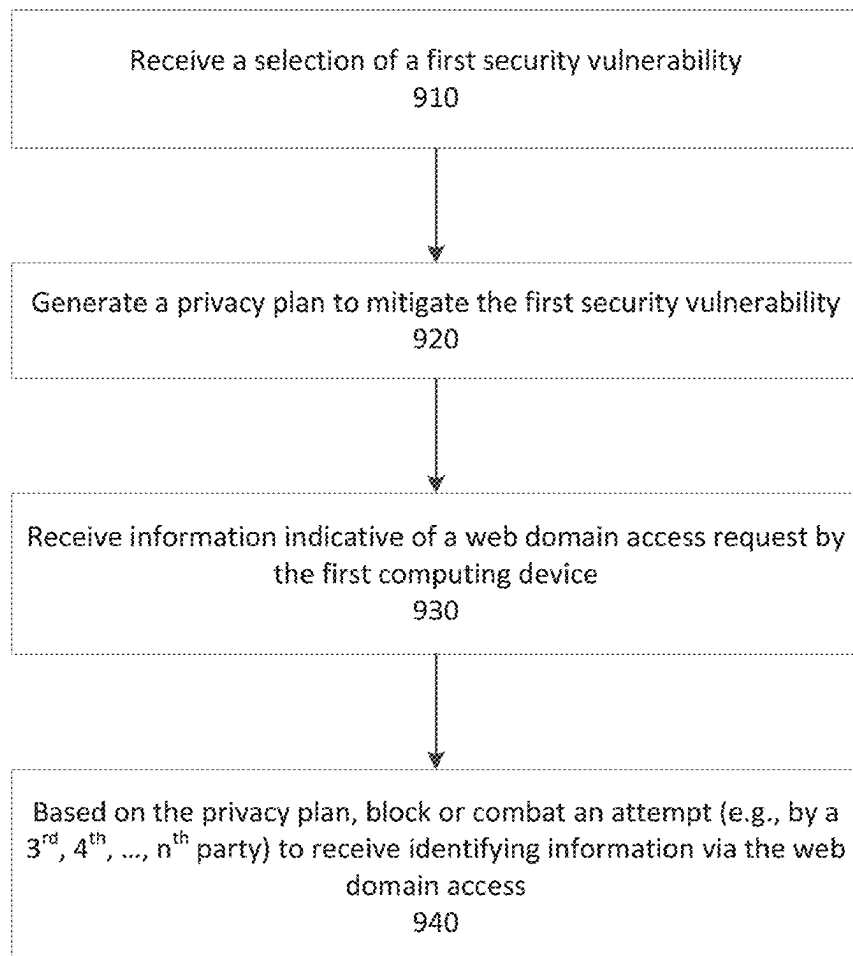 Receive a selection of a first security vulnerability
910
Generate a privacy plan to mitigate the first security vulnerability
920
Receive information indicative of a web domain access request by
the first computing device
930
Based on the privacy plan, block or combat an attempt (e.g., by a
3rd, 4th, ..., nth party) to receive identifying information via the web
domain access
940